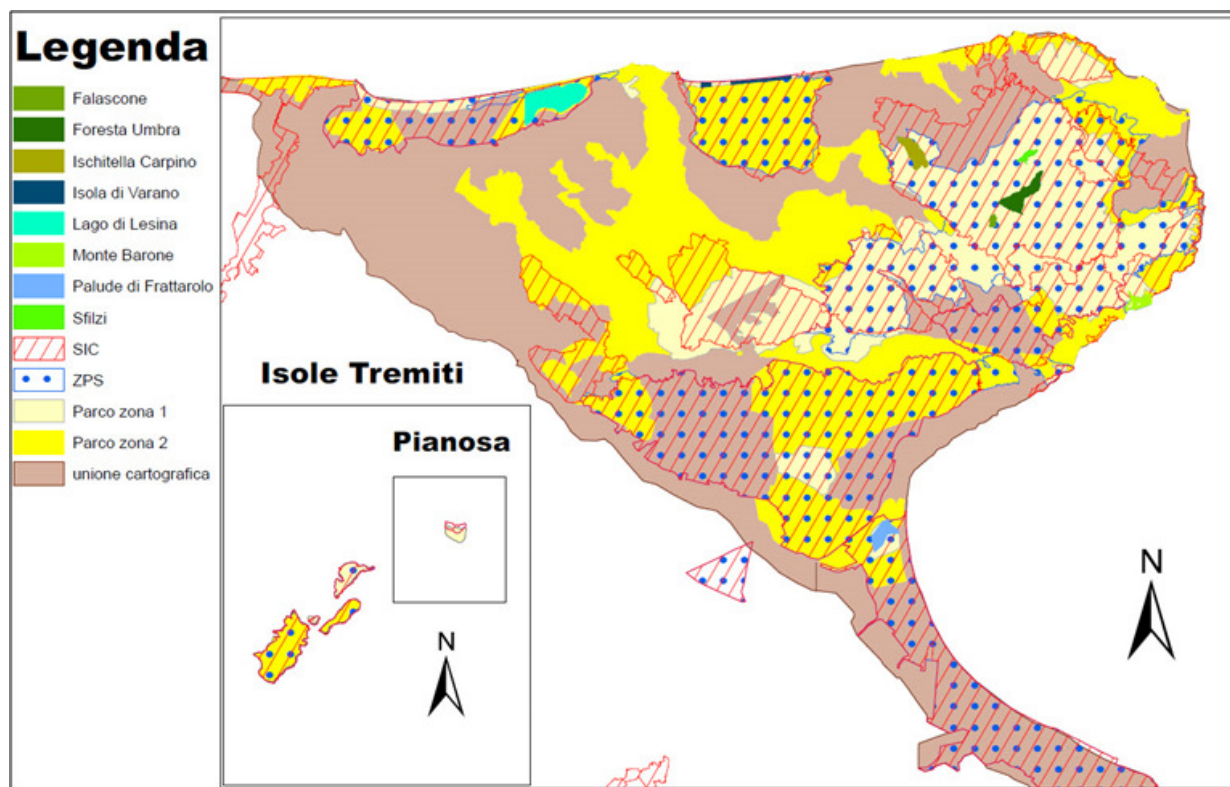 Legenda
Falascone
Foresta Umbra
Ischitella Carpino
Isola di Varano
Lago di Lesina
Monte Barone
Palude di Frattarolo
Sfilzi
SIC
ZPS
Parco zona 1
Parco zona 2
unione cartografica
Isole Tremiti
Pianosa
N
N